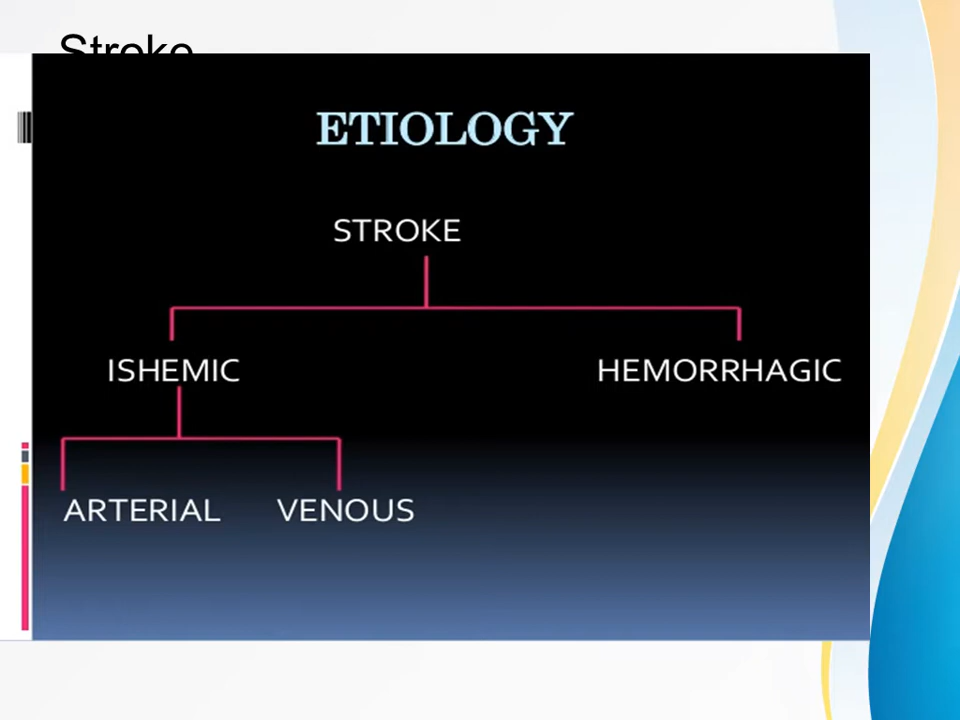 Stroke
ETIOLOGY
STROKE
ISHEMIC HEMORRHAGIC
ARTERIAL VENOUS